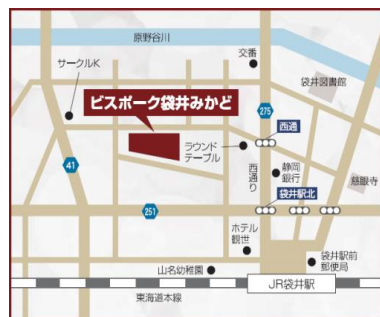 原野谷川
交番
サークルK
袋井図書館
ビスポーク袋井みかど
275
西通
ラウンド
テーブル
西通り
静岡
銀行
慈眼寺
41
袋井駅北
251
ホテル
観世
袋井駅前
郵便局
山名幼稚園
JR袋井駅
東海道本線